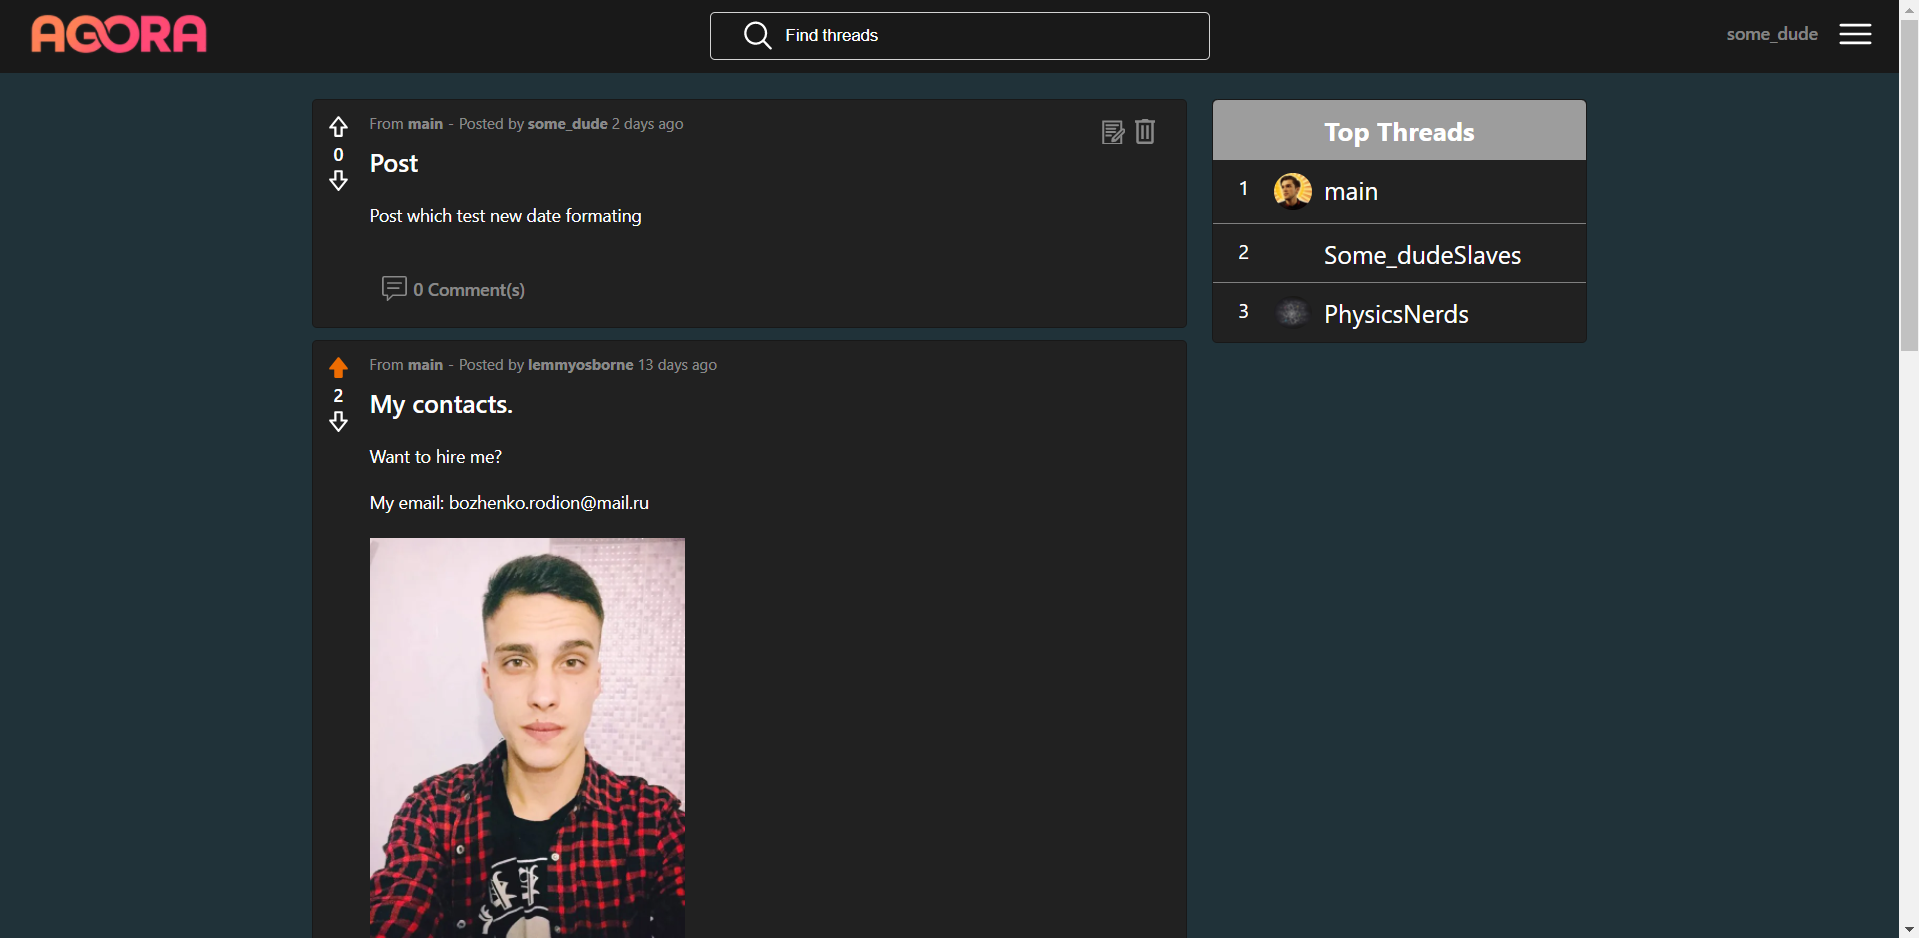 AGORA
Find threads
some_dude
From main - Posted by some_dude 2 days ago
0
Post
Post which test new date formating
0 Comment(s)
From main - Posted by lemmyosborne 13 days ago
2
My contacts.
Want to hire me?
My email: bozhenko.rodion@mail.ru
Top Threads
1 main
2 Some_dudeSlaves
3 PhysicsNerds